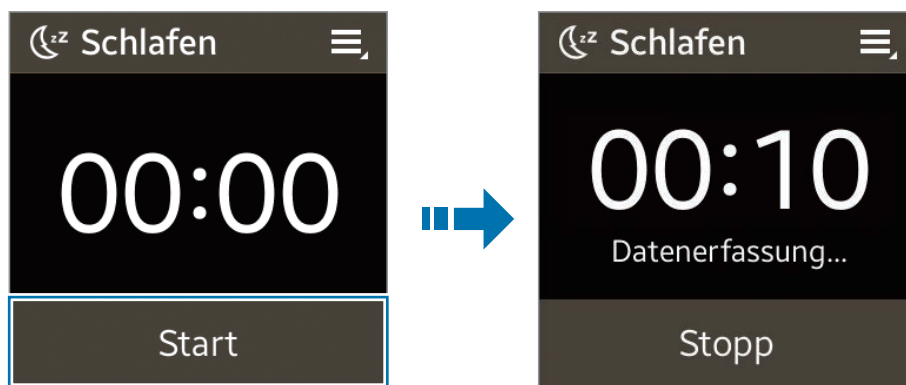 Schlafen
00:00
Start
Schlafen
00:10
Datenerfassung...
Stopp